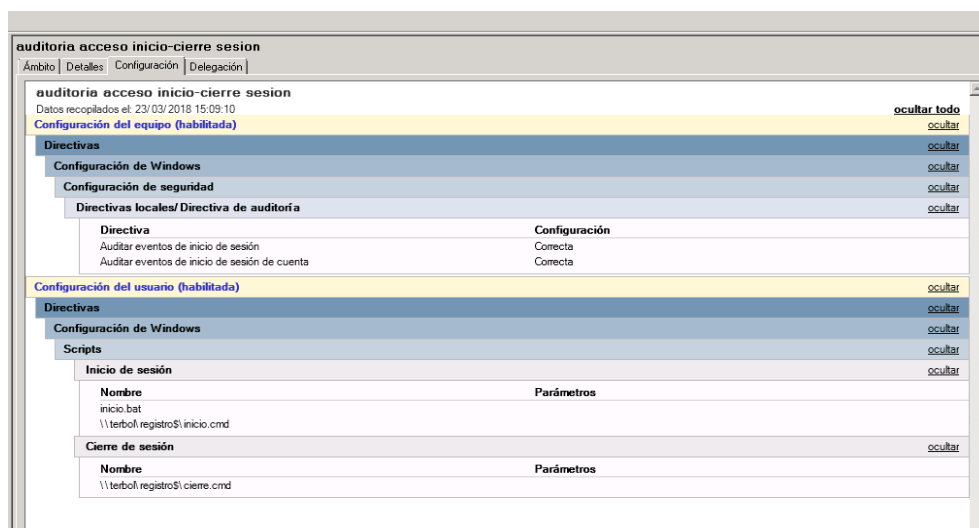 auditoria acceso inicio-cierre sesion
Ámbito Detalles Configuración Delegación
auditoria acceso inicio-cierre sesion
Datos recopilados el: 23/03/2018 15:09:10 ocultar todo
Configuración del equipo (habilitada) ocultar
Directivas ocultar
Configuración de Windows ocultar
Configuración de seguridad ocultar
Directivas locales/Directiva de auditoría ocultar
Directiva Configuración
Auditar eventos de inicio de sesión Correcta
Auditar eventos de inicio de sesión de cuenta Correcta
Configuración del usuario (habilitada) ocultar
Directivas ocultar
Configuración de Windows ocultar
Scripts ocultar
Inicio de sesión ocultar
Nombre Parámetros
inicio.bat
\\terbol\registro$\inicio.cmd
Cierre de sesión ocultar
Nombre Parámetros
\\terbol\registro$\cierre.cmd